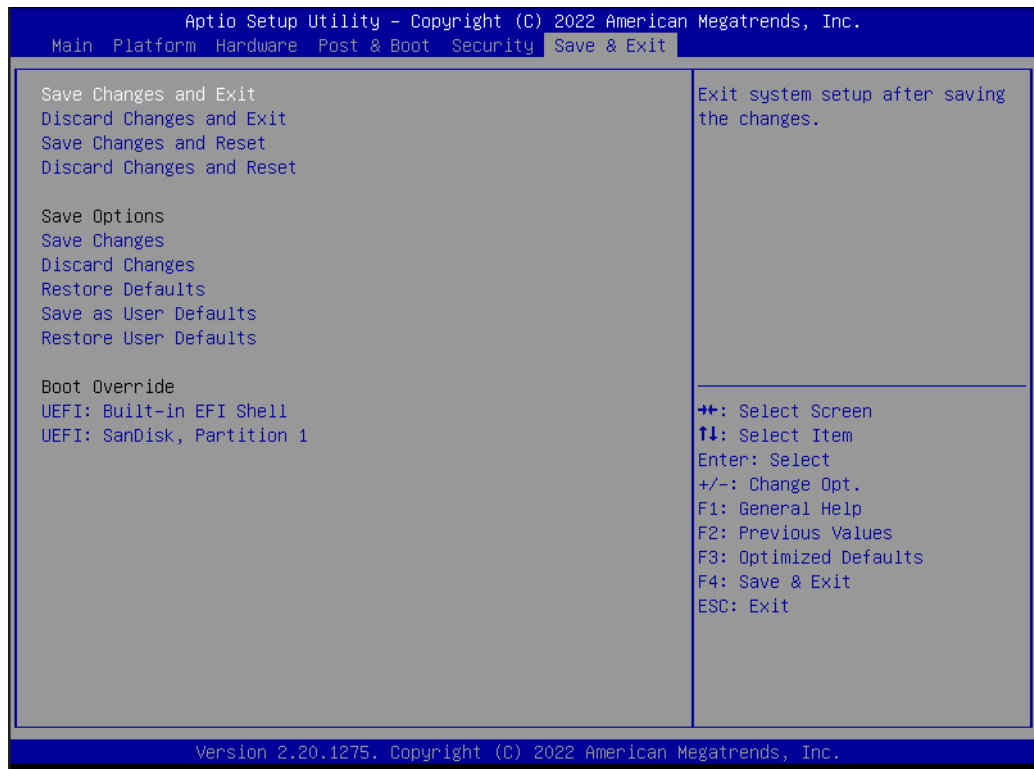 Aptio Setup Utility – Copyright (C) 2022 American Megatrends, Inc.
Main Platform Hardware Post & Boot Security Save & Exit
Save Changes and Exit
Discard Changes and Exit
Save Changes and Reset
Discard Changes and Reset
Save Options
Save Changes
Discard Changes
Restore Defaults
Save as User Defaults
Restore User Defaults
Boot Override
UEFI: Built-in EFI Shell
UEFI: SanDisk, Partition 1
Exit system setup after saving
the changes.
→←: Select Screen
↑↓: Select Item
Enter: Select
+/-: Change Opt.
F1: General Help
F2: Previous Values
F3: Optimized Defaults
F4: Save & Exit
ESC: Exit
Version 2.20.1275. Copyright (C) 2022 American Megatrends, Inc.